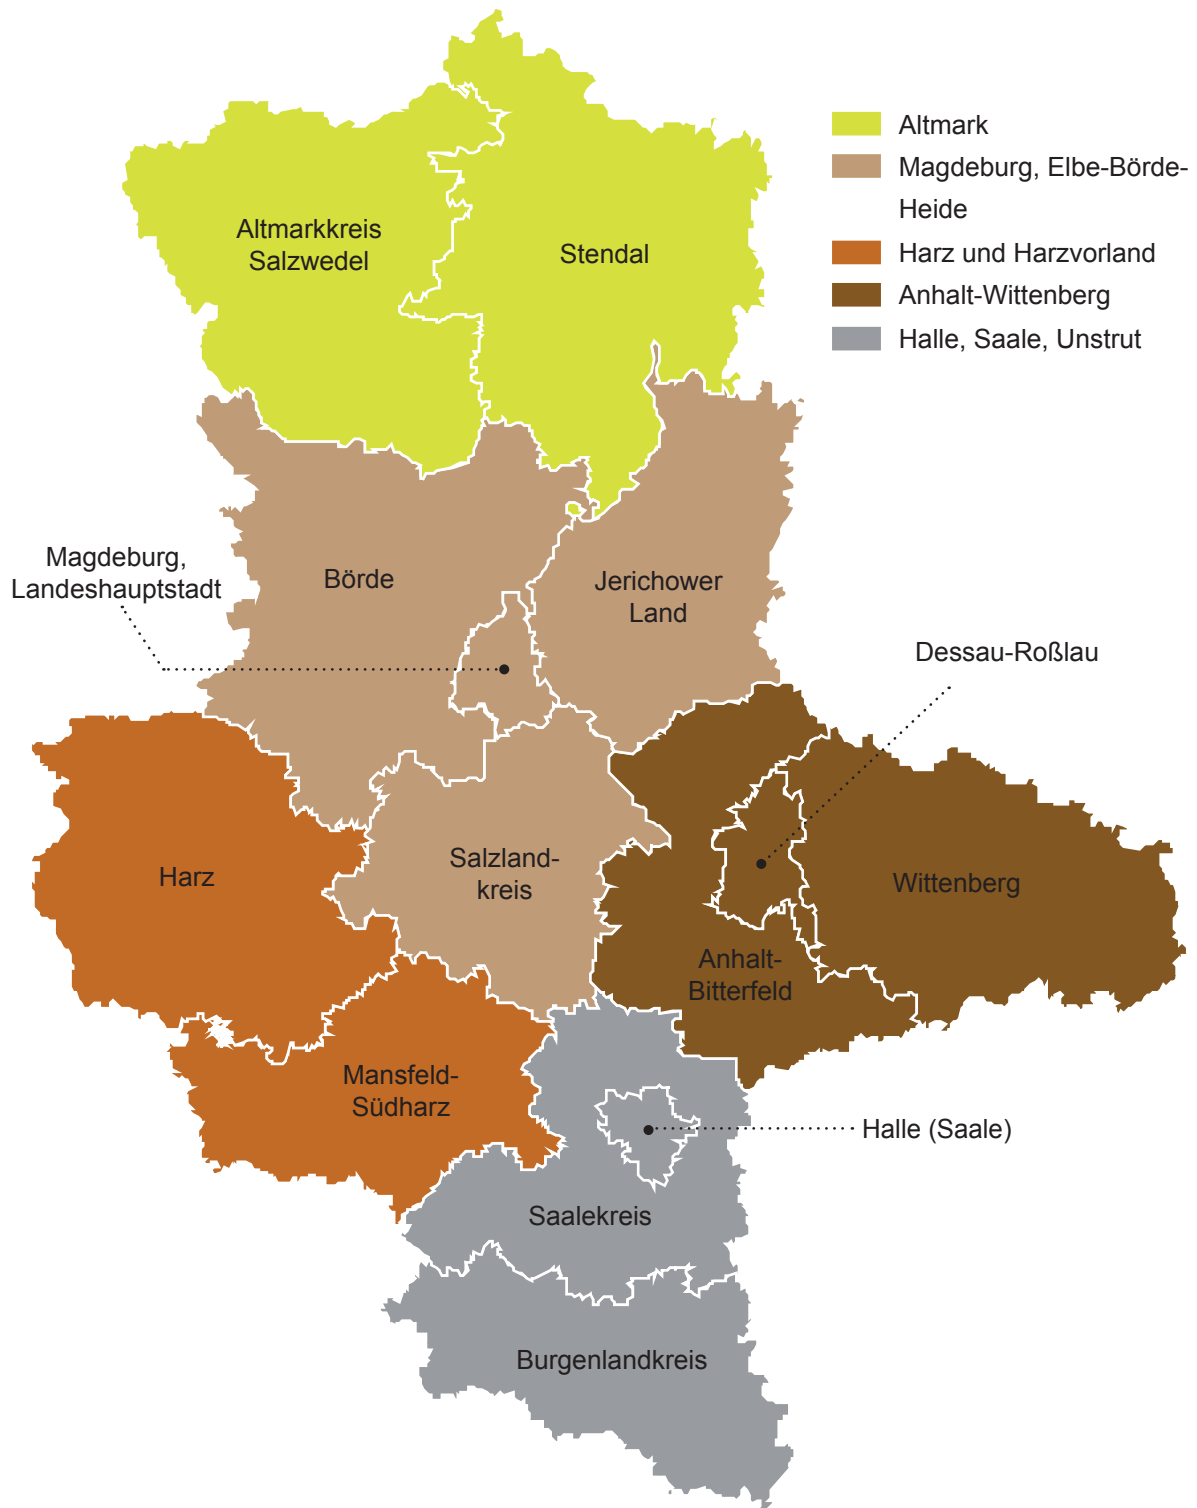 Altmark
Magdeburg, Elbe-Börde-
Heide
Harz und Harzvorland
Anhalt-Wittenberg
Halle, Saale, Unstrut
Altmarkkreis
Salzwedel
Stendal
Magdeburg,
Landeshauptstadt
Börde
Jerichower
Land
Dessau-Roßlau
Harz
Salzland-
kreis
Wittenberg
Anhalt-
Bitterfeld
Mansfeld-
Südharz
Halle (Saale)
Saalekreis
Burgenlandkreis